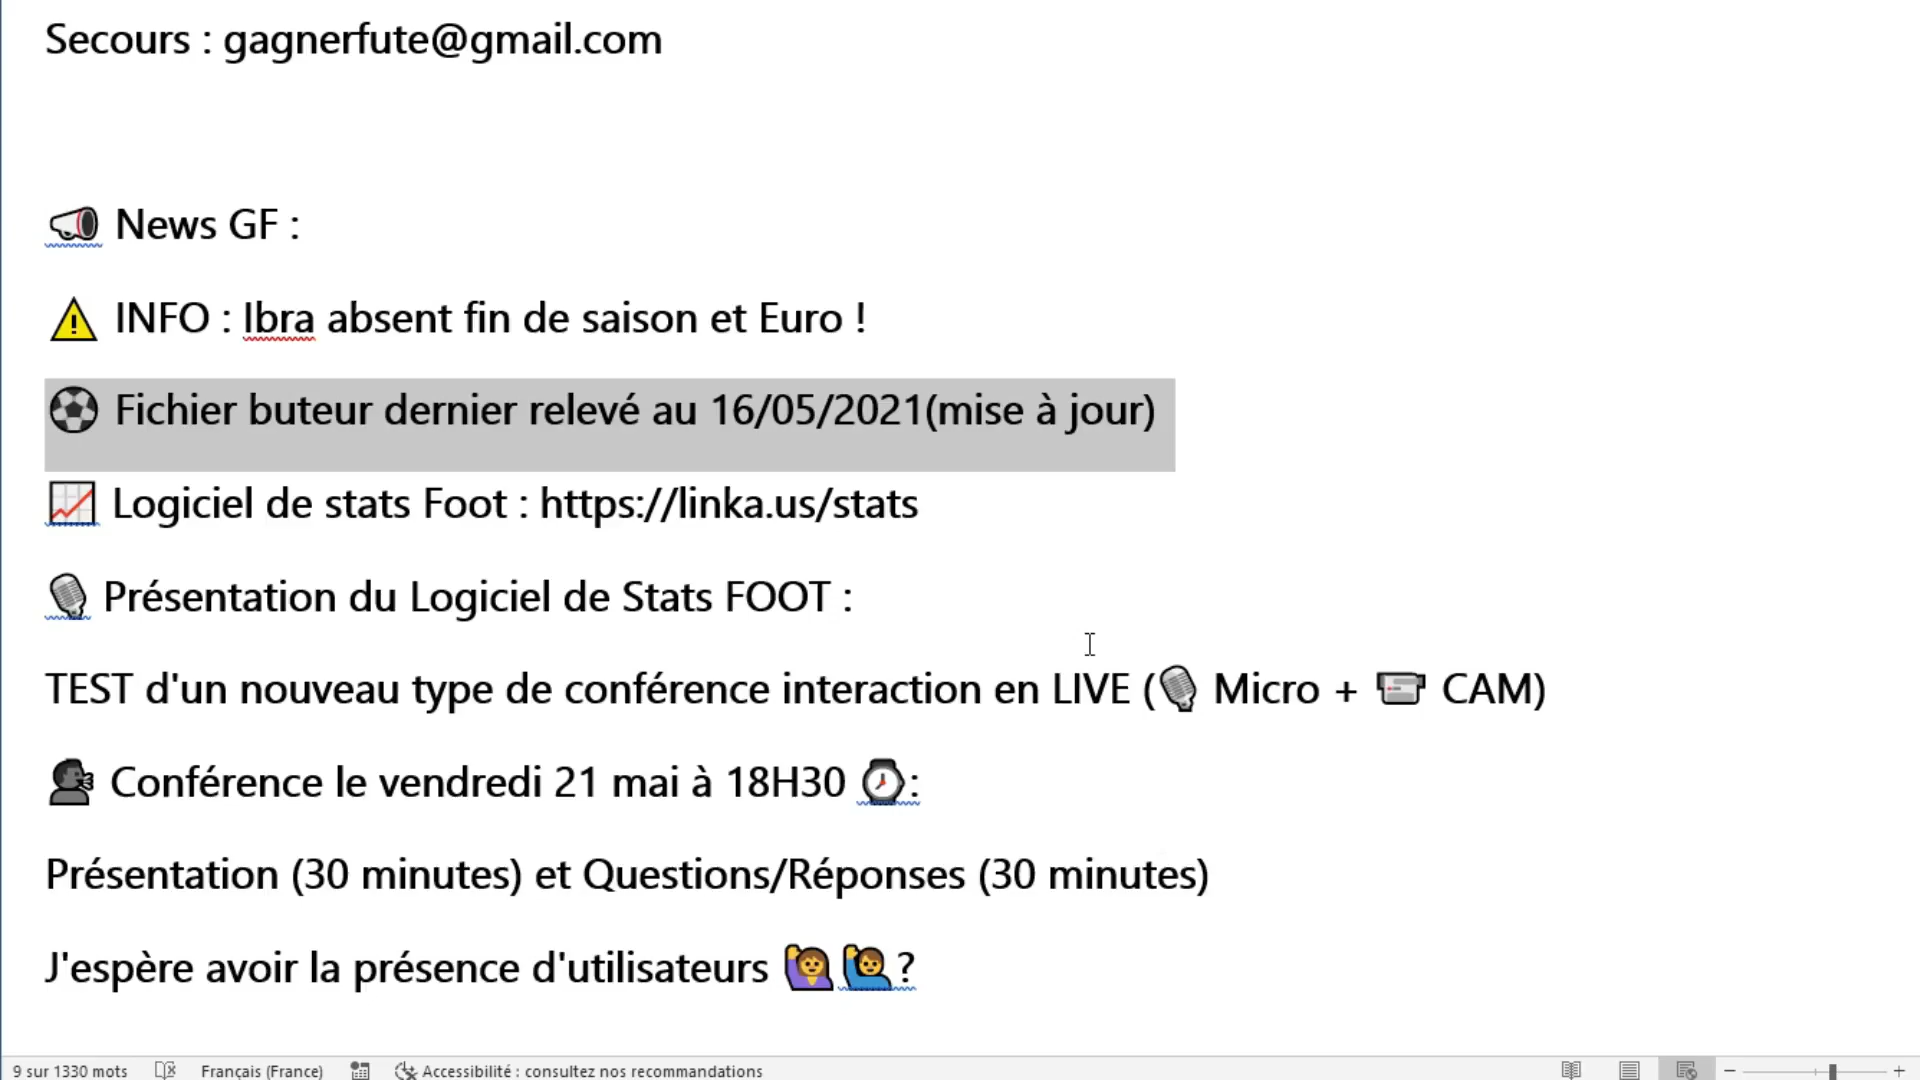 Secours : gagnerfute@gmail.com
📣 News GF :
⚠ INFO : Ibra absent fin de saison et Euro !
⚽ Fichier buteur dernier relevé au 16/05/2021(mise à jour)
📈 Logiciel de stats Foot : https://linka.us/stats
🎙 Présentation du Logiciel de Stats FOOT :
TEST d'un nouveau type de conférence interaction en LIVE (🎙 Micro + 📹 CAM)
🗣 Conférence le vendredi 21 mai à 18H30 ⌚:
Présentation (30 minutes) et Questions/Réponses (30 minutes)
J'espère avoir la présence d'utilisateurs 🙋‍♀️🙋‍♂️?
9 sur 1330 mots Français (France) Accessibilité : consultez nos recommandations − +